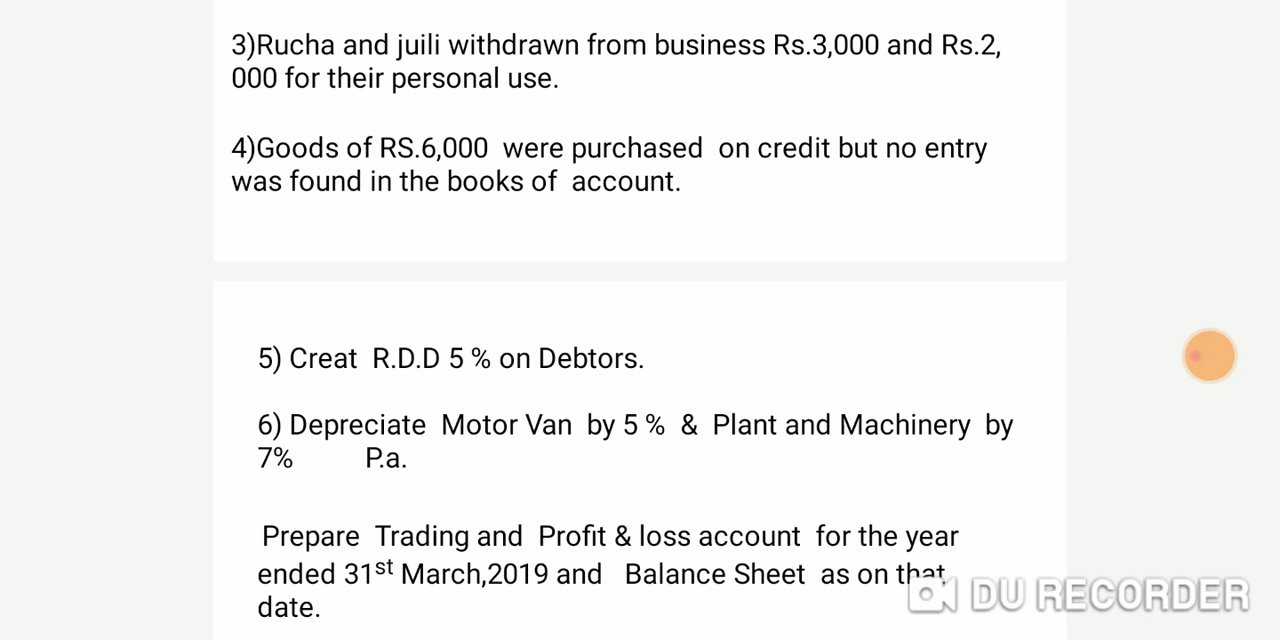 3)Rucha and juili withdrawn from business Rs.3,000 and Rs.2,
000 for their personal use.
4)Goods of RS.6,000 were purchased on credit but no entry
was found in the books of account.
5) Creat R.D.D 5 % on Debtors.
6) Depreciate Motor Van by 5 % & Plant and Machinery by
7% P.a.
Prepare Trading and Profit & loss account for the year
ended 31st March,2019 and Balance Sheet as on that
date.
DU RECORDER